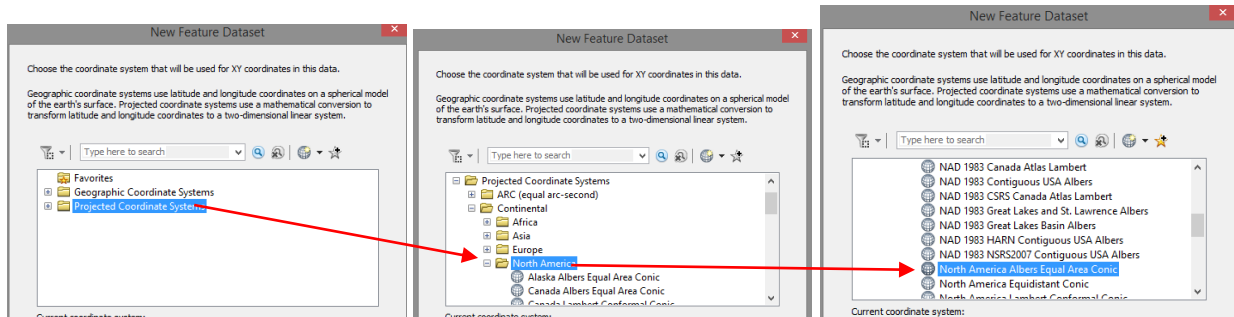 New Feature Dataset
Choose the coordinate system that will be used for XY coordinates in this data.
Geographic coordinate systems use latitude and longitude coordinates on a spherical model
of the earth's surface. Projected coordinate systems use a mathematical conversion to
transform latitude and longitude coordinates to a two-dimensional linear system.
Type here to search
Favorites
Geographic Coordinate Systems
Projected Coordinate Systems
Current coordinate system:
New Feature Dataset
Choose the coordinate system that will be used for XY coordinates in this data.
Geographic coordinate systems use latitude and longitude coordinates on a spherical model
of the earth's surface. Projected coordinate systems use a mathematical conversion to
transform latitude and longitude coordinates to a two-dimensional linear system.
Type here to search
Projected Coordinate Systems
ARC (equal arc-second)
Continental
Africa
Asia
Europe
North America
Alaska Albers Equal Area Conic
Canada Albers Equal Area Conic
Canada Lambert Conformal Conic
Current coordinate system:
New Feature Dataset
Choose the coordinate system that will be used for XY coordinates in this data.
Geographic coordinate systems use latitude and longitude coordinates on a spherical model
of the earth's surface. Projected coordinate systems use a mathematical conversion to
transform latitude and longitude coordinates to a two-dimensional linear system.
Type here to search
NAD 1983 Canada Atlas Lambert
NAD 1983 Contiguous USA Albers
NAD 1983 CSRS Canada Atlas Lambert
NAD 1983 Great Lakes and St. Lawrence Albers
NAD 1983 Great Lakes Basin Albers
NAD 1983 HARN Contiguous USA Albers
NAD 1983 NSRS2007 Contiguous USA Albers
North America Albers Equal Area Conic
North America Equidistant Conic
North America Lambert Conformal Conic
Current coordinate system: